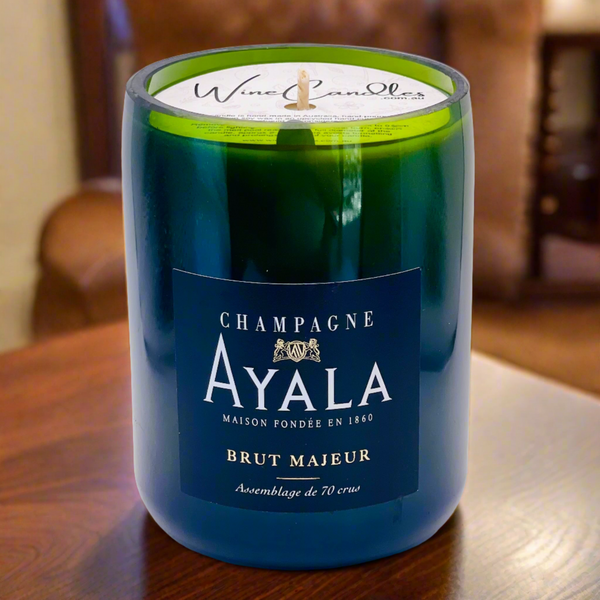 WineCandles
.com.au
CHAMPAGNE
AYALA
MAISON FONDÉE EN 1860
BRUT MAJEUR
Assemblage de 70 crus